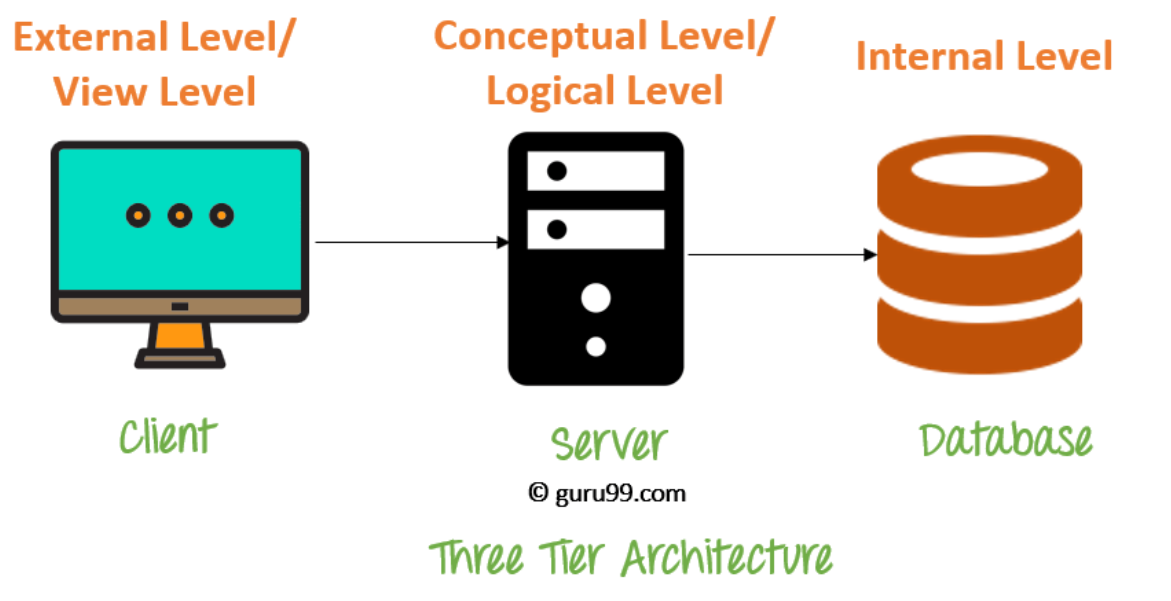 External Level/
View Level
Conceptual Level/
Logical Level
Internal Level
Client
Server
Database
© guru99.com
Three Tier Architecture